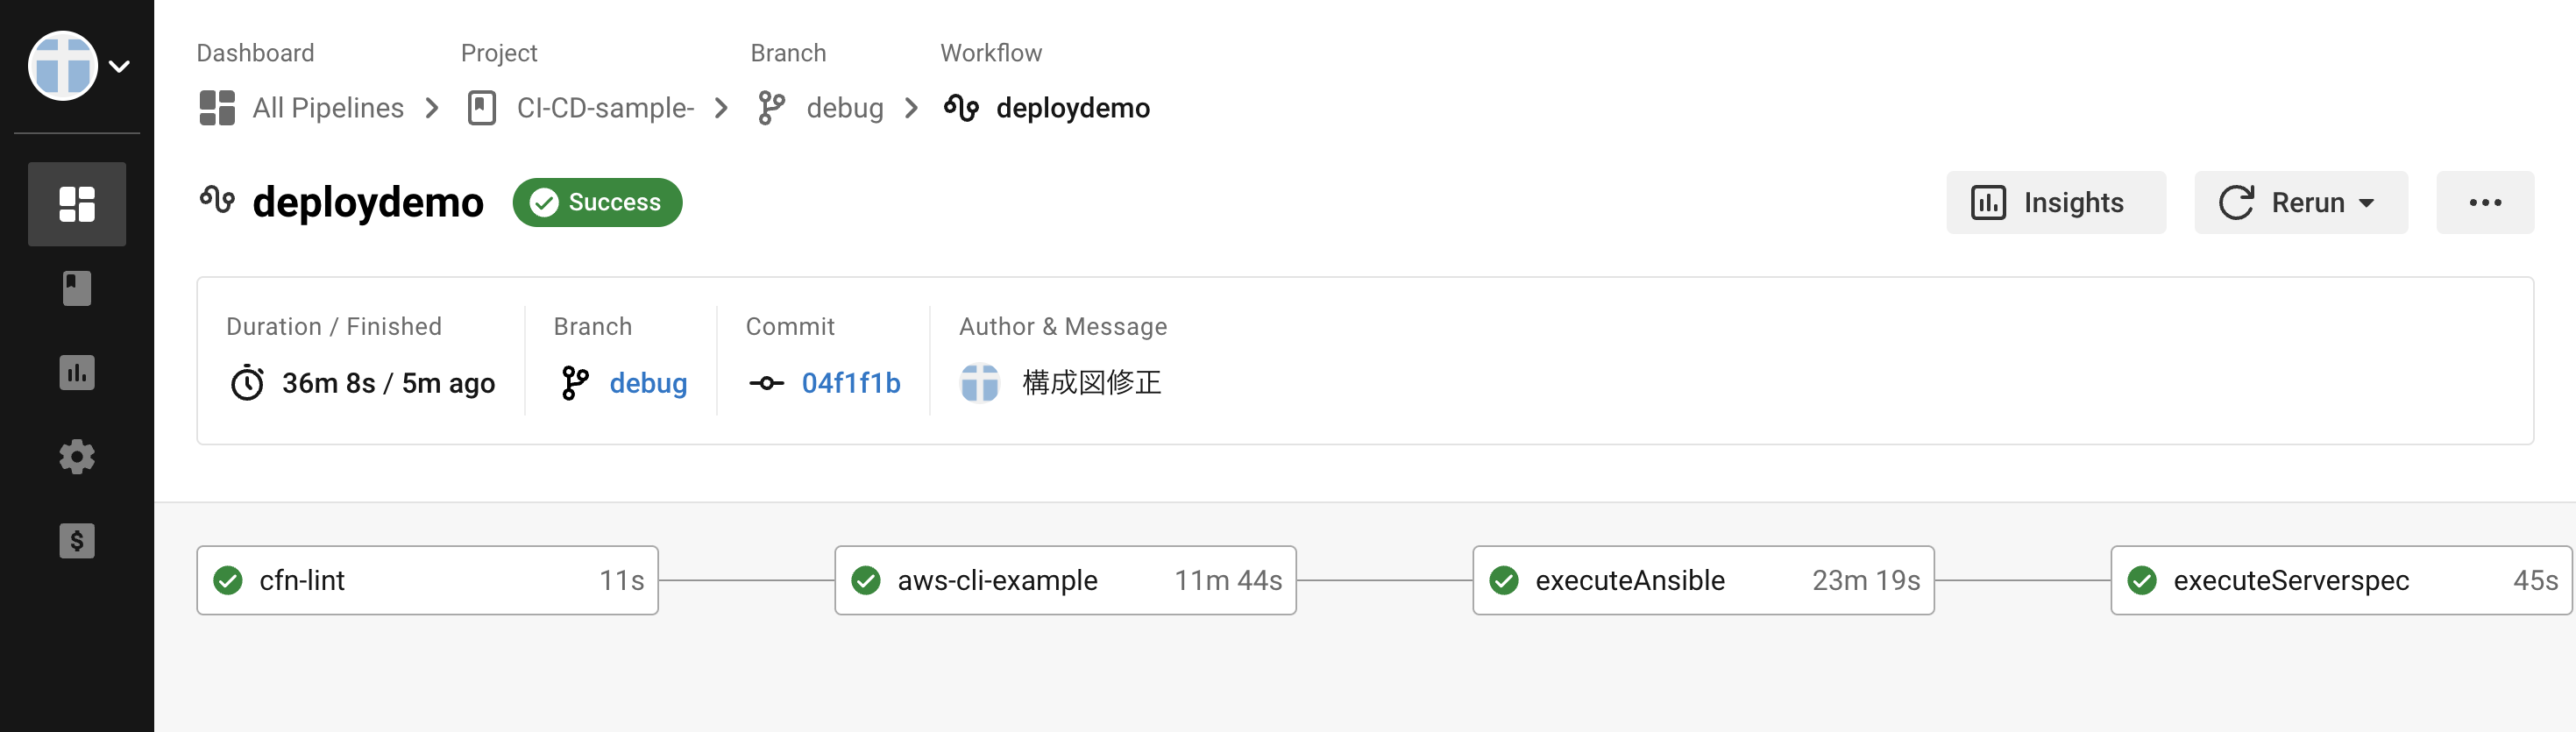 Dashboard Project Branch Workflow
All Pipelines CI-CD-sample- debug deploydemo
deploydemo Success Insights Rerun
Duration / Finished Branch Commit Author & Message
36m 8s / 5m ago debug 04f1f1b 構成図修正
cfn-lint 11s aws-cli-example 11m 44s executeAnsible 23m 19s executeServerspec 45s